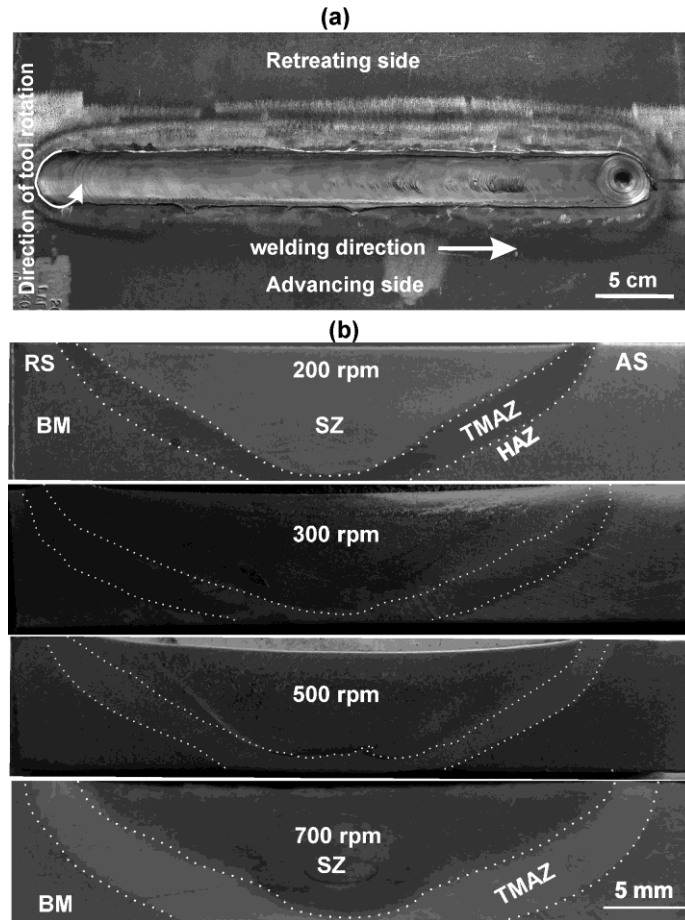 (a)
Retreating side
Direction of tool rotation
welding direction
Advancing side
5 cm
(b)
RS
AS
200 rpm
BM
SZ
TMAZ
HAZ
300 rpm
500 rpm
700 rpm
SZ
BM
TMAZ
5 mm